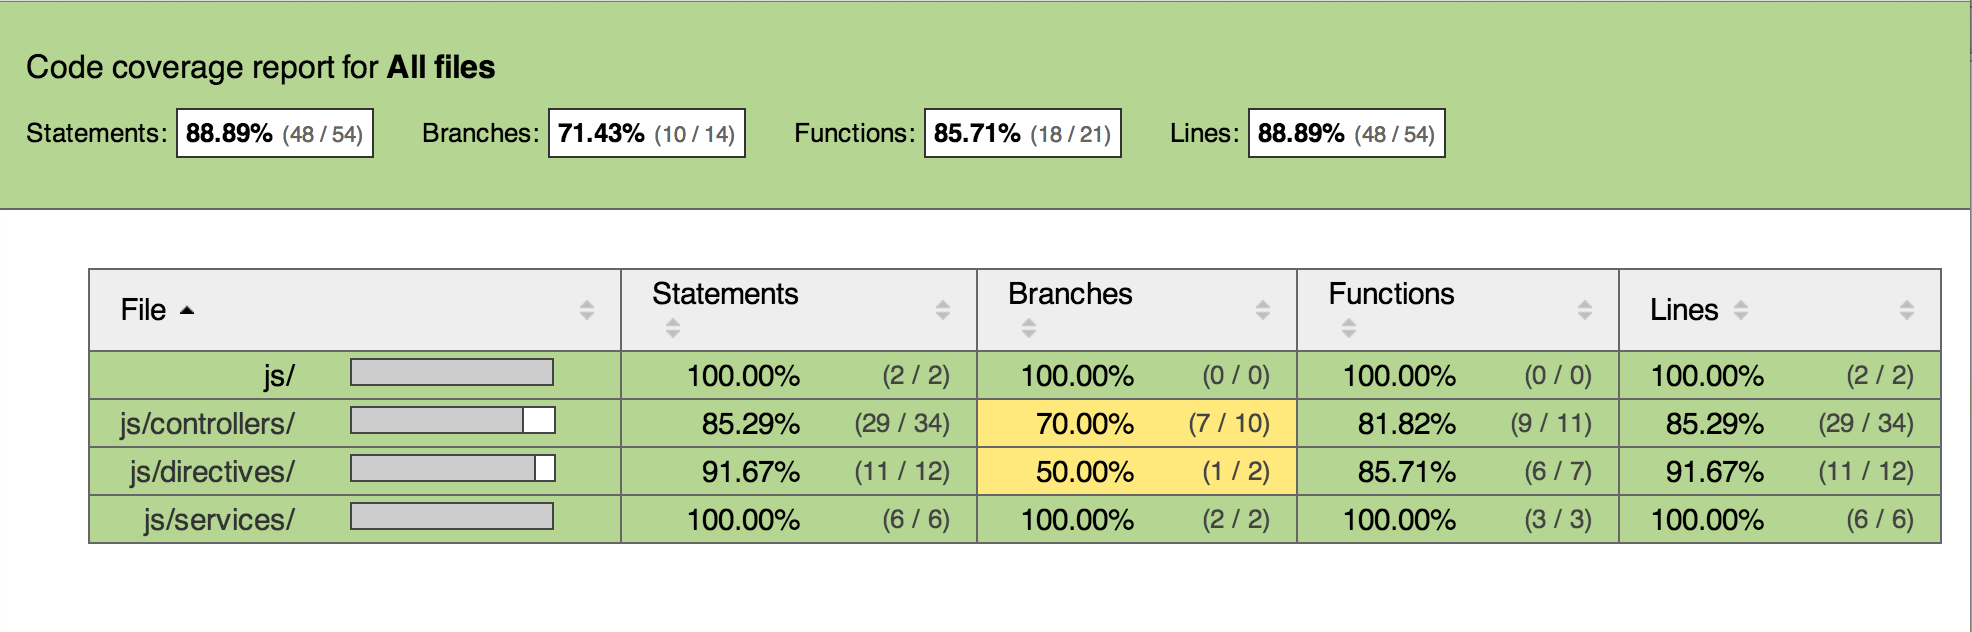 Code coverage report for All files
Statements: 88.89% (48 / 54) Branches: 71.43% (10 / 14) Functions: 85.71% (18 / 21) Lines: 88.89% (48 / 54)
File Statements Branches Functions Lines
js/ 100.00% (2 / 2) 100.00% (0 / 0) 100.00% (0 / 0) 100.00% (2 / 2)
js/controllers/ 85.29% (29 / 34) 70.00% (7 / 10) 81.82% (9 / 11) 85.29% (29 / 34)
js/directives/ 91.67% (11 / 12) 50.00% (1 / 2) 85.71% (6 / 7) 91.67% (11 / 12)
js/services/ 100.00% (6 / 6) 100.00% (2 / 2) 100.00% (3 / 3) 100.00% (6 / 6)